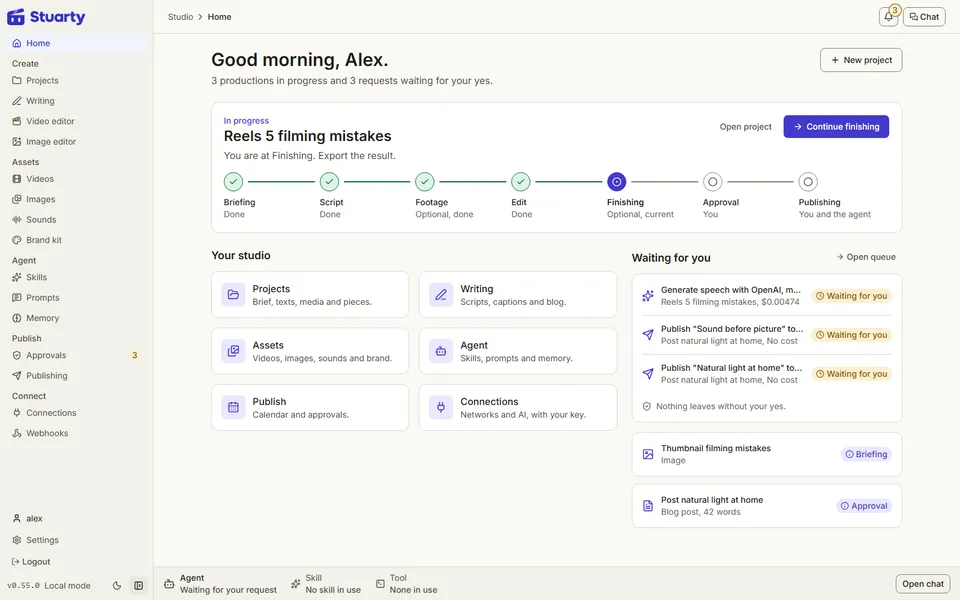 Stuarty
Home
Create
Projects
Writing
Video editor
Image editor
Assets
Videos
Images
Sounds
Brand kit
Agent
Skills
Prompts
Memory
Publish
Approvals 3
Publishing
Connect
Connections
Webhooks
alex
Settings
Logout
v0.55.0 Local mode
Studio > Home
3
Chat
Good morning, Alex.
3 productions in progress and 3 requests waiting for your yes.
+ New project
In progress
Reels 5 filming mistakes
You are at Finishing. Export the result.
Open project
→ Continue finishing
Briefing
Done
Script
Done
Footage
Optional, done
Edit
Done
Finishing
Optional, current
Approval
You
Publishing
You and the agent
Your studio
Projects
Brief, texts, media and pieces.
Writing
Scripts, captions and blog.
Assets
Videos, images, sounds and brand.
Agent
Skills, prompts and memory.
Publish
Calendar and approvals.
Connections
Networks and AI, with your key.
Waiting for you
→ Open queue
Generate speech with OpenAI, m...
Reels 5 filming mistakes, $0.00474
Waiting for you
Publish "Sound before picture" to...
Post natural light at home, No cost
Waiting for you
Publish "Natural light at home" to...
Post natural light at home, No cost
Waiting for you
Nothing leaves without your yes.
Thumbnail filming mistakes
Image
Briefing
Post natural light at home
Blog post, 42 words
Approval
Agent
Waiting for your request
Skill
No skill in use
Tool
None in use
Open chat